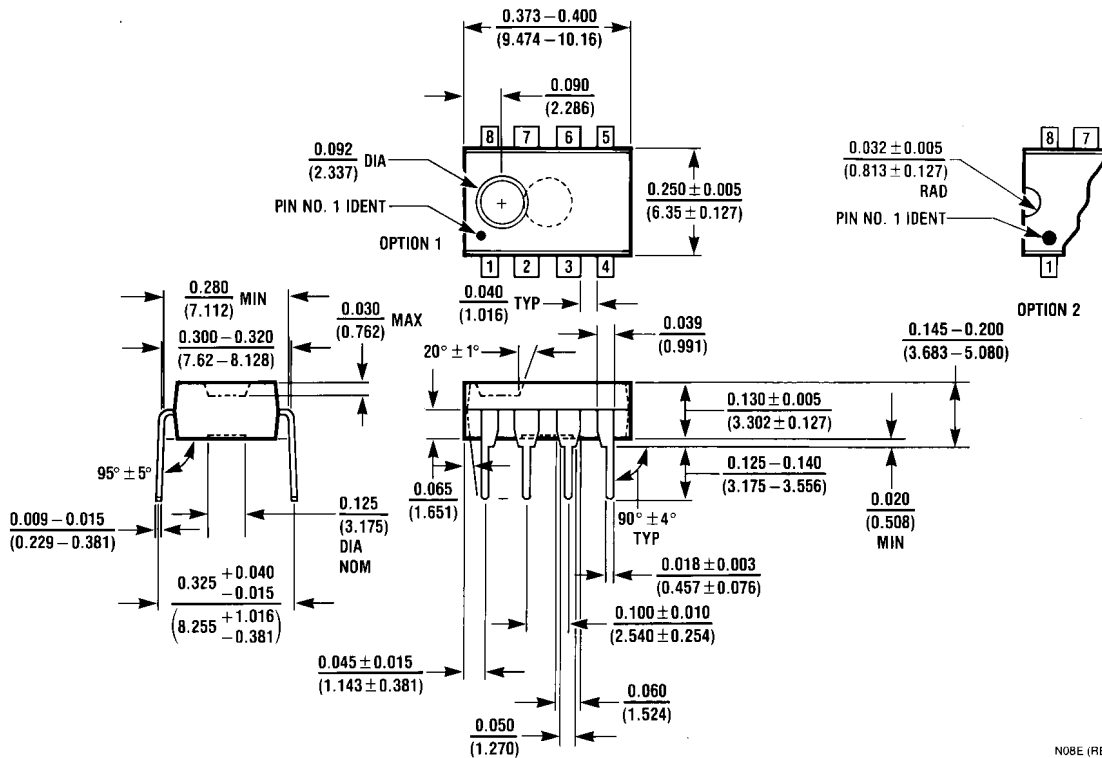 0.373 – 0.400
(9.474 – 10.16)
0.090
(2.286)
8 7 6 5
0.092 DIA
(2.337)
PIN NO. 1 IDENT
OPTION 1
1 2 3 4
0.250 ± 0.005
(6.35 ± 0.127)
0.032 ± 0.005
(0.813 ± 0.127)
RAD
PIN NO. 1 IDENT
8 7
1
OPTION 2
0.280 MIN
(7.112)
0.300 – 0.320
(7.62 – 8.128)
0.030 MAX
(0.762)
0.040 TYP
(1.016)
0.039
(0.991)
20° ± 1°
0.145 – 0.200
(3.683 – 5.080)
0.130 ± 0.005
(3.302 ± 0.127)
0.125 – 0.140
(3.175 – 3.556)
0.020
(0.508)
MIN
95° ± 5°
0.065
(1.651)
90° ± 4°
TYP
0.009 – 0.015
(0.229 – 0.381)
0.125
(3.175)
DIA
NOM
0.018 ± 0.003
(0.457 ± 0.076)
0.325 +0.040
–0.015
(8.255 +1.016
–0.381)
0.100 ± 0.010
(2.540 ± 0.254)
0.045 ± 0.015
(1.143 ± 0.381)
0.060
(1.524)
0.050
(1.270)
N08E (RE